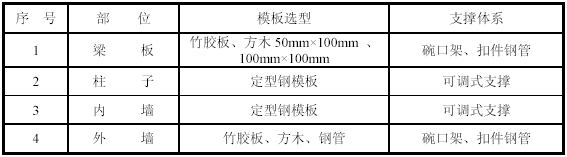 序 号 部 位 模板选型 支撑体系
1 梁 板 竹胶板、方木 50mm×100mm 、 100mm×100mm 碗口架、扣件钢管
2 柱 子 定型钢模板 可调式支撑
3 内 墙 定型钢模板 可调式支撑
4 外 墙 竹胶板、方木、钢管 碗口架、扣件钢管